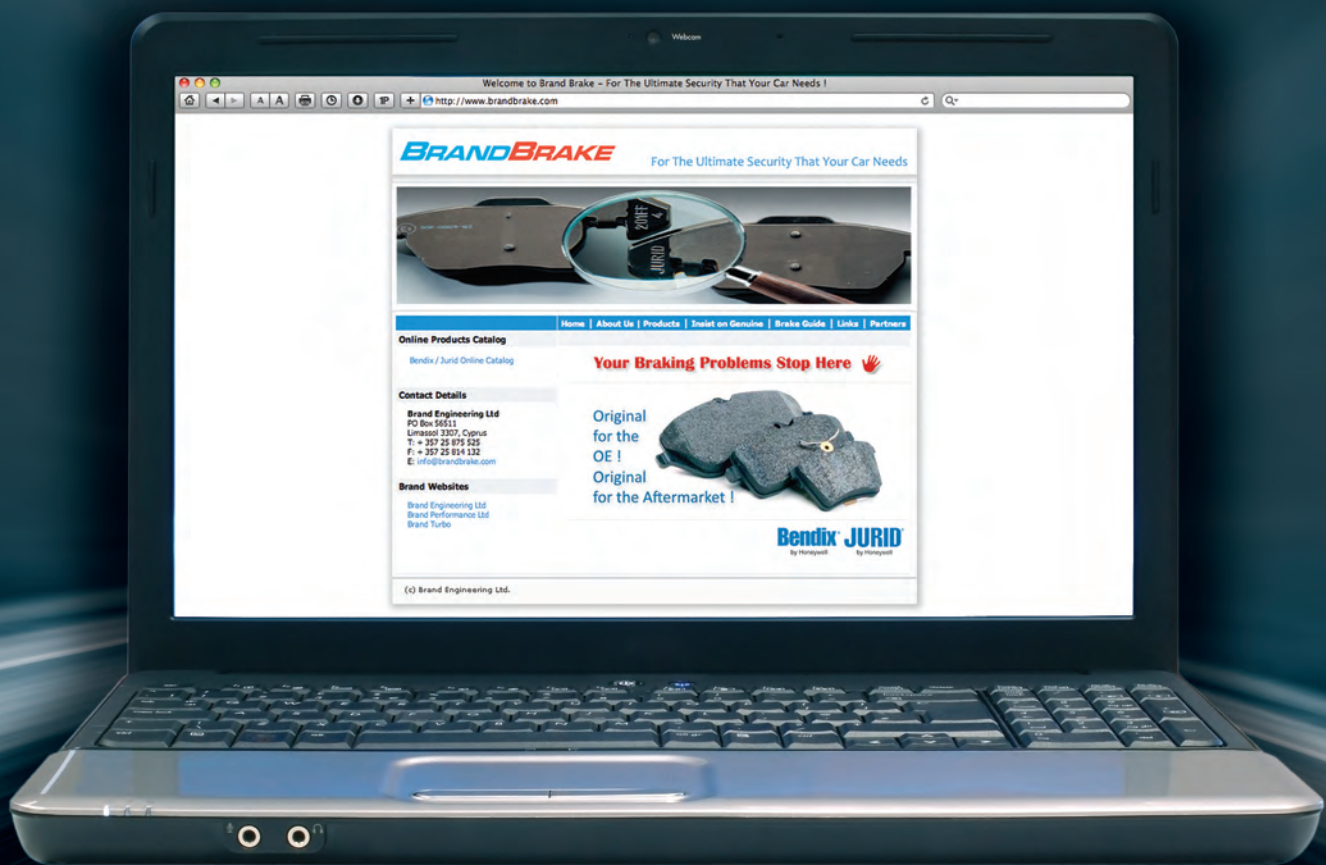 Webcam
Welcome to Brand Brake – For The Ultimate Security That Your Car Needs !
A A
1P
+
http://www.brandbrake.com
BRANDBRAKE
For The Ultimate Security That Your Car Needs
201FF
4
JURID
Home | About Us | Products | Insist on Genuine | Brake Guide | Links | Partners
Online Products Catalog
Bendix / Jurid Online Catalog
Your Braking Problems Stop Here
Contact Details
Brand Engineering Ltd
PO Box 56511
Limassol 3307, Cyprus
T: + 357 25 875 525
F: + 357 25 814 132
E: info@brandbrake.com
Brand Websites
Brand Engineering Ltd
Brand Performance Ltd
Brand Turbo
Original
for the
OE !
Original
for the Aftermarket !
Bendix JURID
by Honeywell by Honeywell
(c) Brand Engineering Ltd.